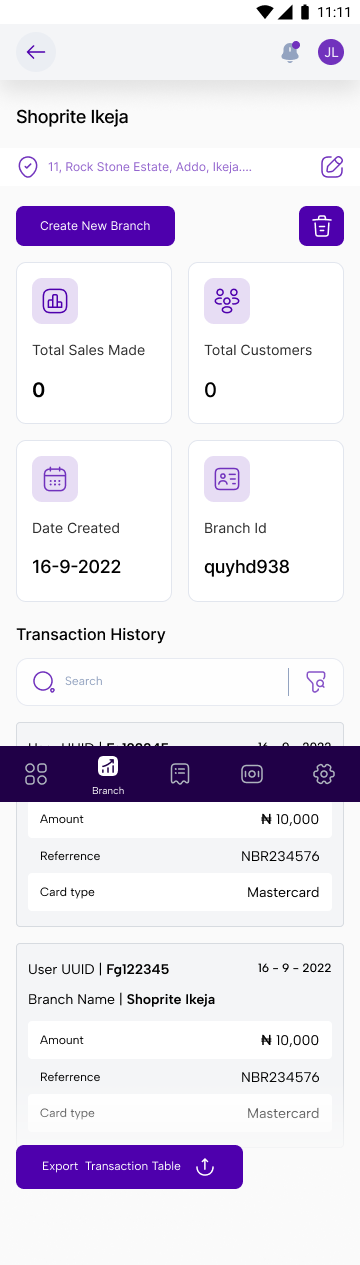 11:11
JL
Shoprite Ikeja
11, Rock Stone Estate, Addo, Ikeja....
Create New Branch
Total Sales Made
0
Total Customers
0
Date Created
16-9-2022
Branch Id
quyhd938
Transaction History
Search
User UUID | Fg122345 16 - 9 - 2022
Branch
Amount ₦ 10,000
Referrence NBR234576
Card type Mastercard
User UUID | Fg122345 16 - 9 - 2022
Branch Name | Shoprite Ikeja
Amount ₦ 10,000
Referrence NBR234576
Card type Mastercard
Export Transaction Table